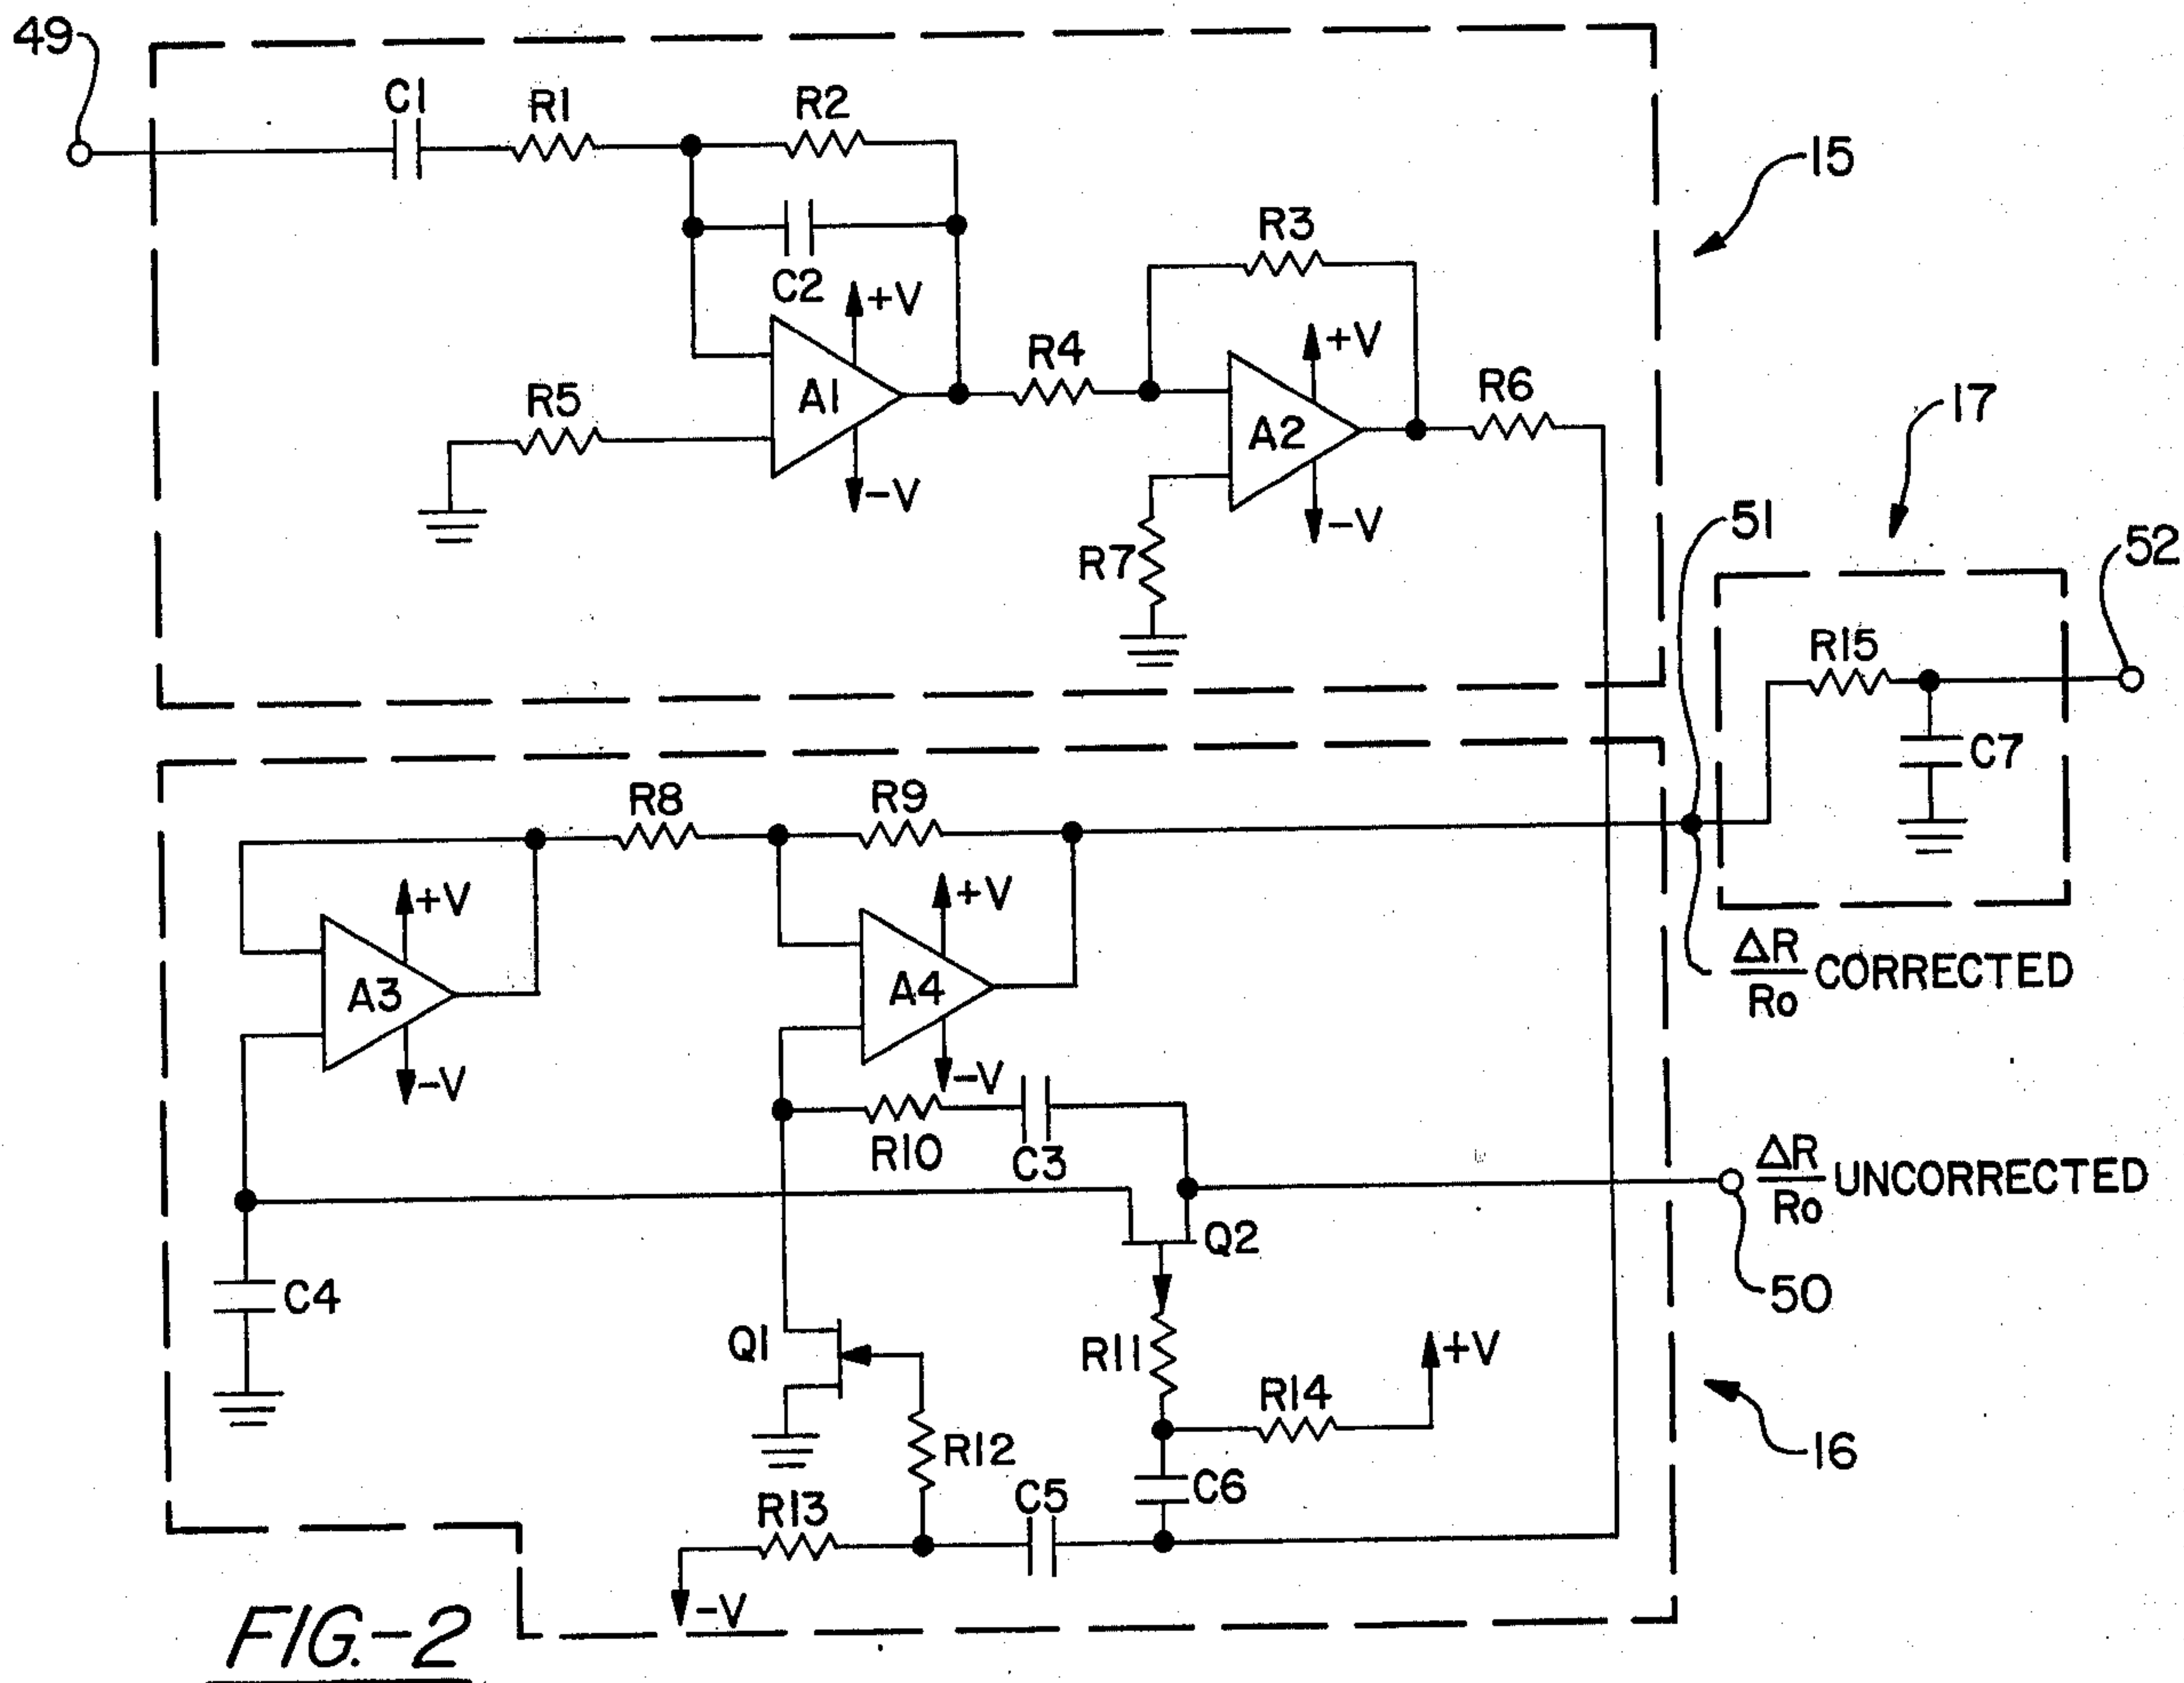 49
C1
R1
R2
15
C2
+V
R3
A1
R4
+V
R5
-V
A2
R6
17
-V
51
R7
52
R15
C7
R8
R9
+V
+V
A3
A4
ΔR/Ro CORRECTED
-V
-V
R10
C3
ΔR/Ro UNCORRECTED
Q2
50
C4
Q1
R11
+V
R14
R12
16
C6
C5
R13
-V
FIG.-2